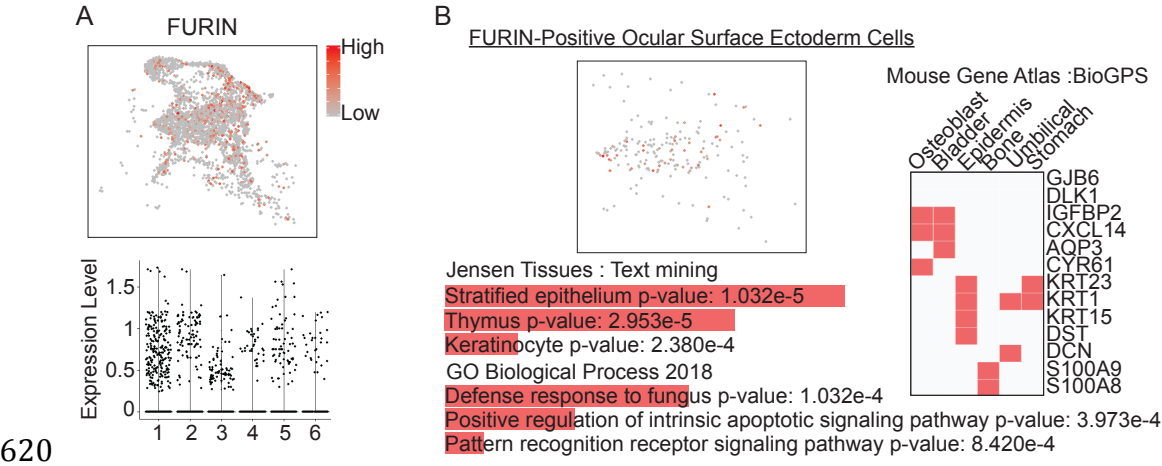 A
FURIN
High
Low
Expression Level
1.5
1
0.5
0
1 2 3 4 5 6
B
FURIN-Positive Ocular Surface Ectoderm Cells
Mouse Gene Atlas :BioGPS
Osteoblast
Bladder
Epidermis
Bone
Umbilical
Stomach
GJB6
DLK1
IGFBP2
CXCL14
AQP3
CYR61
KRT23
KRT1
KRT15
DST
DCN
S100A9
S100A8
Jensen Tissues : Text mining
Stratified epithelium p-value: 1.032e-5
Thymus p-value: 2.953e-5
Keratinocyte p-value: 2.380e-4
GO Biological Process 2018
Defense response to fungus p-value: 1.032e-4
Positive regulation of intrinsic apoptotic signaling pathway p-value: 3.973e-4
Pattern recognition receptor signaling pathway p-value: 8.420e-4
620